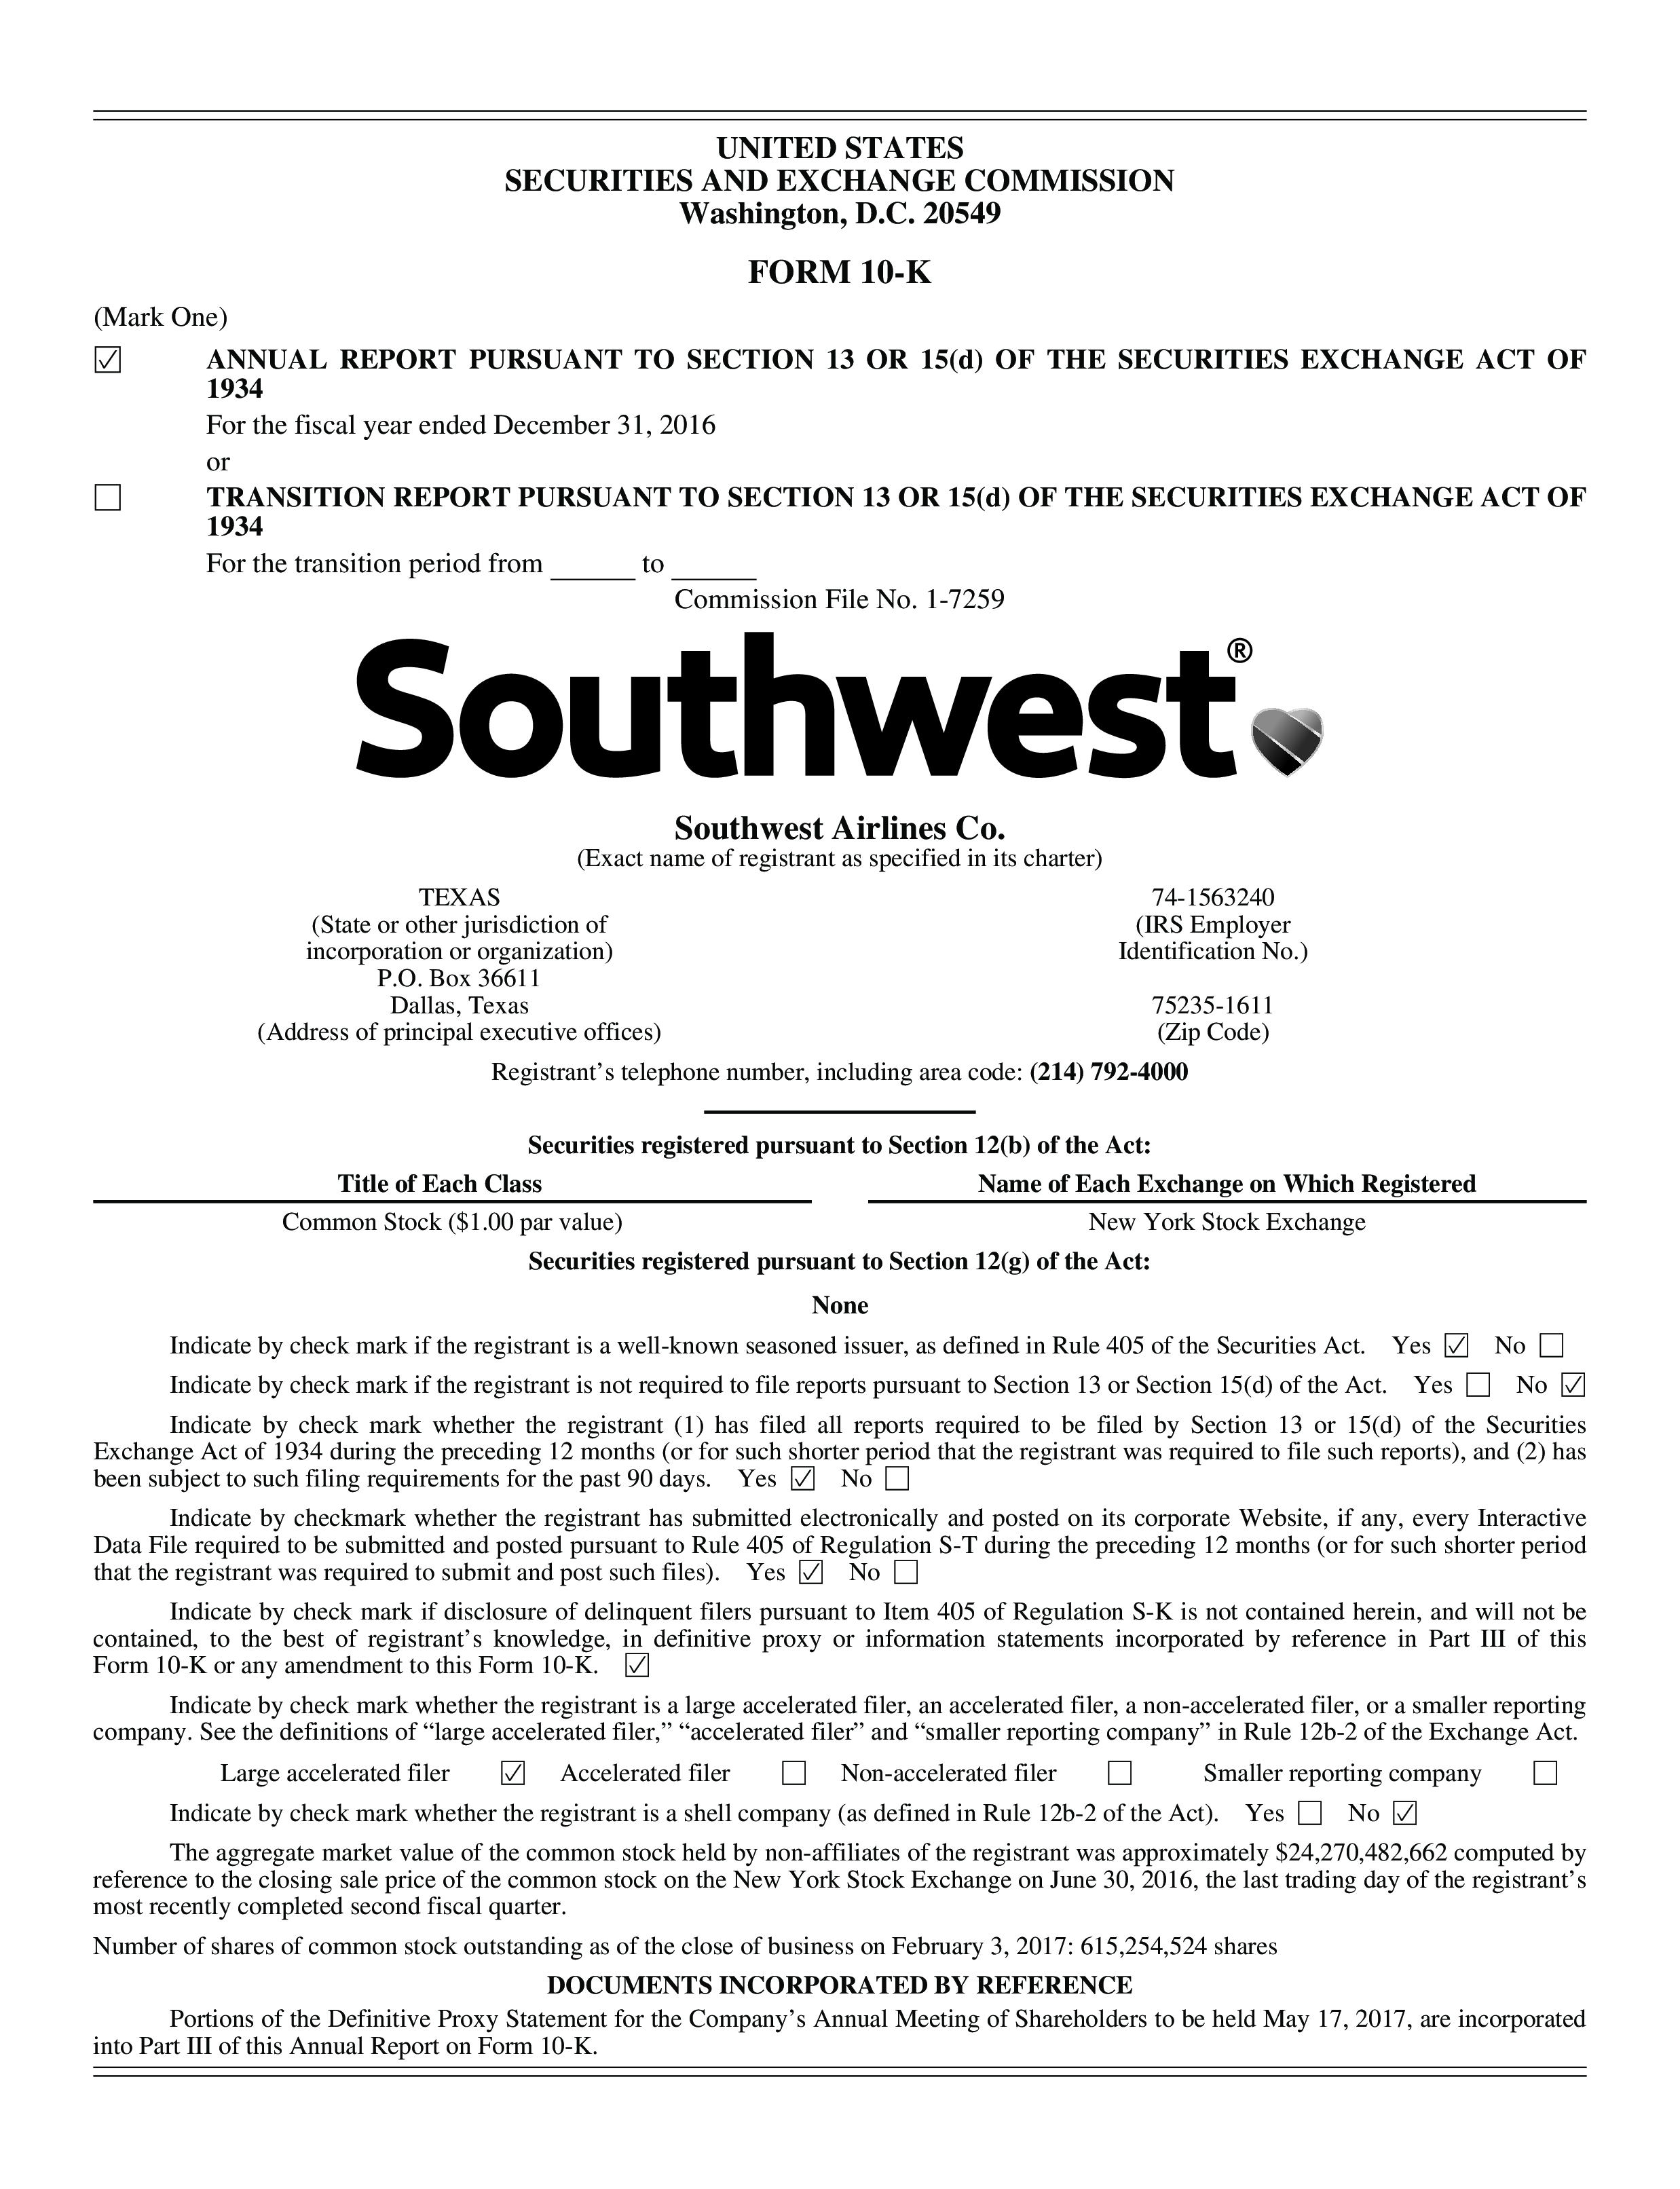 UNITED STATES
SECURITIES AND EXCHANGE COMMISSION
Washington, D.C. 20549
FORM 10-K
(Mark One)
☑ ANNUAL REPORT PURSUANT TO SECTION 13 OR 15(d) OF THE SECURITIES EXCHANGE ACT OF
1934
For the fiscal year ended December 31, 2016
or
☐ TRANSITION REPORT PURSUANT TO SECTION 13 OR 15(d) OF THE SECURITIES EXCHANGE ACT OF
1934
For the transition period from ______ to ______
Commission File No. 1-7259
Southwest®
Southwest Airlines Co.
(Exact name of registrant as specified in its charter)
TEXAS 74-1563240
(State or other jurisdiction of (IRS Employer
incorporation or organization) Identification No.)
P.O. Box 36611
Dallas, Texas 75235-1611
(Address of principal executive offices) (Zip Code)
Registrant's telephone number, including area code: (214) 792-4000
Securities registered pursuant to Section 12(b) of the Act:
Title of Each Class Name of Each Exchange on Which Registered
Common Stock ($1.00 par value) New York Stock Exchange
Securities registered pursuant to Section 12(g) of the Act:
None
Indicate by check mark if the registrant is a well-known seasoned issuer, as defined in Rule 405 of the Securities Act. Yes ☑ No ☐
Indicate by check mark if the registrant is not required to file reports pursuant to Section 13 or Section 15(d) of the Act. Yes ☐ No ☑
Indicate by check mark whether the registrant (1) has filed all reports required to be filed by Section 13 or 15(d) of the Securities
Exchange Act of 1934 during the preceding 12 months (or for such shorter period that the registrant was required to file such reports), and (2) has
been subject to such filing requirements for the past 90 days. Yes ☑ No ☐
Indicate by checkmark whether the registrant has submitted electronically and posted on its corporate Website, if any, every Interactive
Data File required to be submitted and posted pursuant to Rule 405 of Regulation S-T during the preceding 12 months (or for such shorter period
that the registrant was required to submit and post such files). Yes ☑ No ☐
Indicate by check mark if disclosure of delinquent filers pursuant to Item 405 of Regulation S-K is not contained herein, and will not be
contained, to the best of registrant's knowledge, in definitive proxy or information statements incorporated by reference in Part III of this
Form 10-K or any amendment to this Form 10-K. ☑
Indicate by check mark whether the registrant is a large accelerated filer, an accelerated filer, a non-accelerated filer, or a smaller reporting
company. See the definitions of “large accelerated filer,” “accelerated filer” and “smaller reporting company” in Rule 12b-2 of the Exchange Act.
Large accelerated filer ☑ Accelerated filer ☐ Non-accelerated filer ☐ Smaller reporting company ☐
Indicate by check mark whether the registrant is a shell company (as defined in Rule 12b-2 of the Act). Yes ☐ No ☑
The aggregate market value of the common stock held by non-affiliates of the registrant was approximately $24,270,482,662 computed by
reference to the closing sale price of the common stock on the New York Stock Exchange on June 30, 2016, the last trading day of the registrant's
most recently completed second fiscal quarter.
Number of shares of common stock outstanding as of the close of business on February 3, 2017: 615,254,524 shares
DOCUMENTS INCORPORATED BY REFERENCE
Portions of the Definitive Proxy Statement for the Company's Annual Meeting of Shareholders to be held May 17, 2017, are incorporated
into Part III of this Annual Report on Form 10-K.